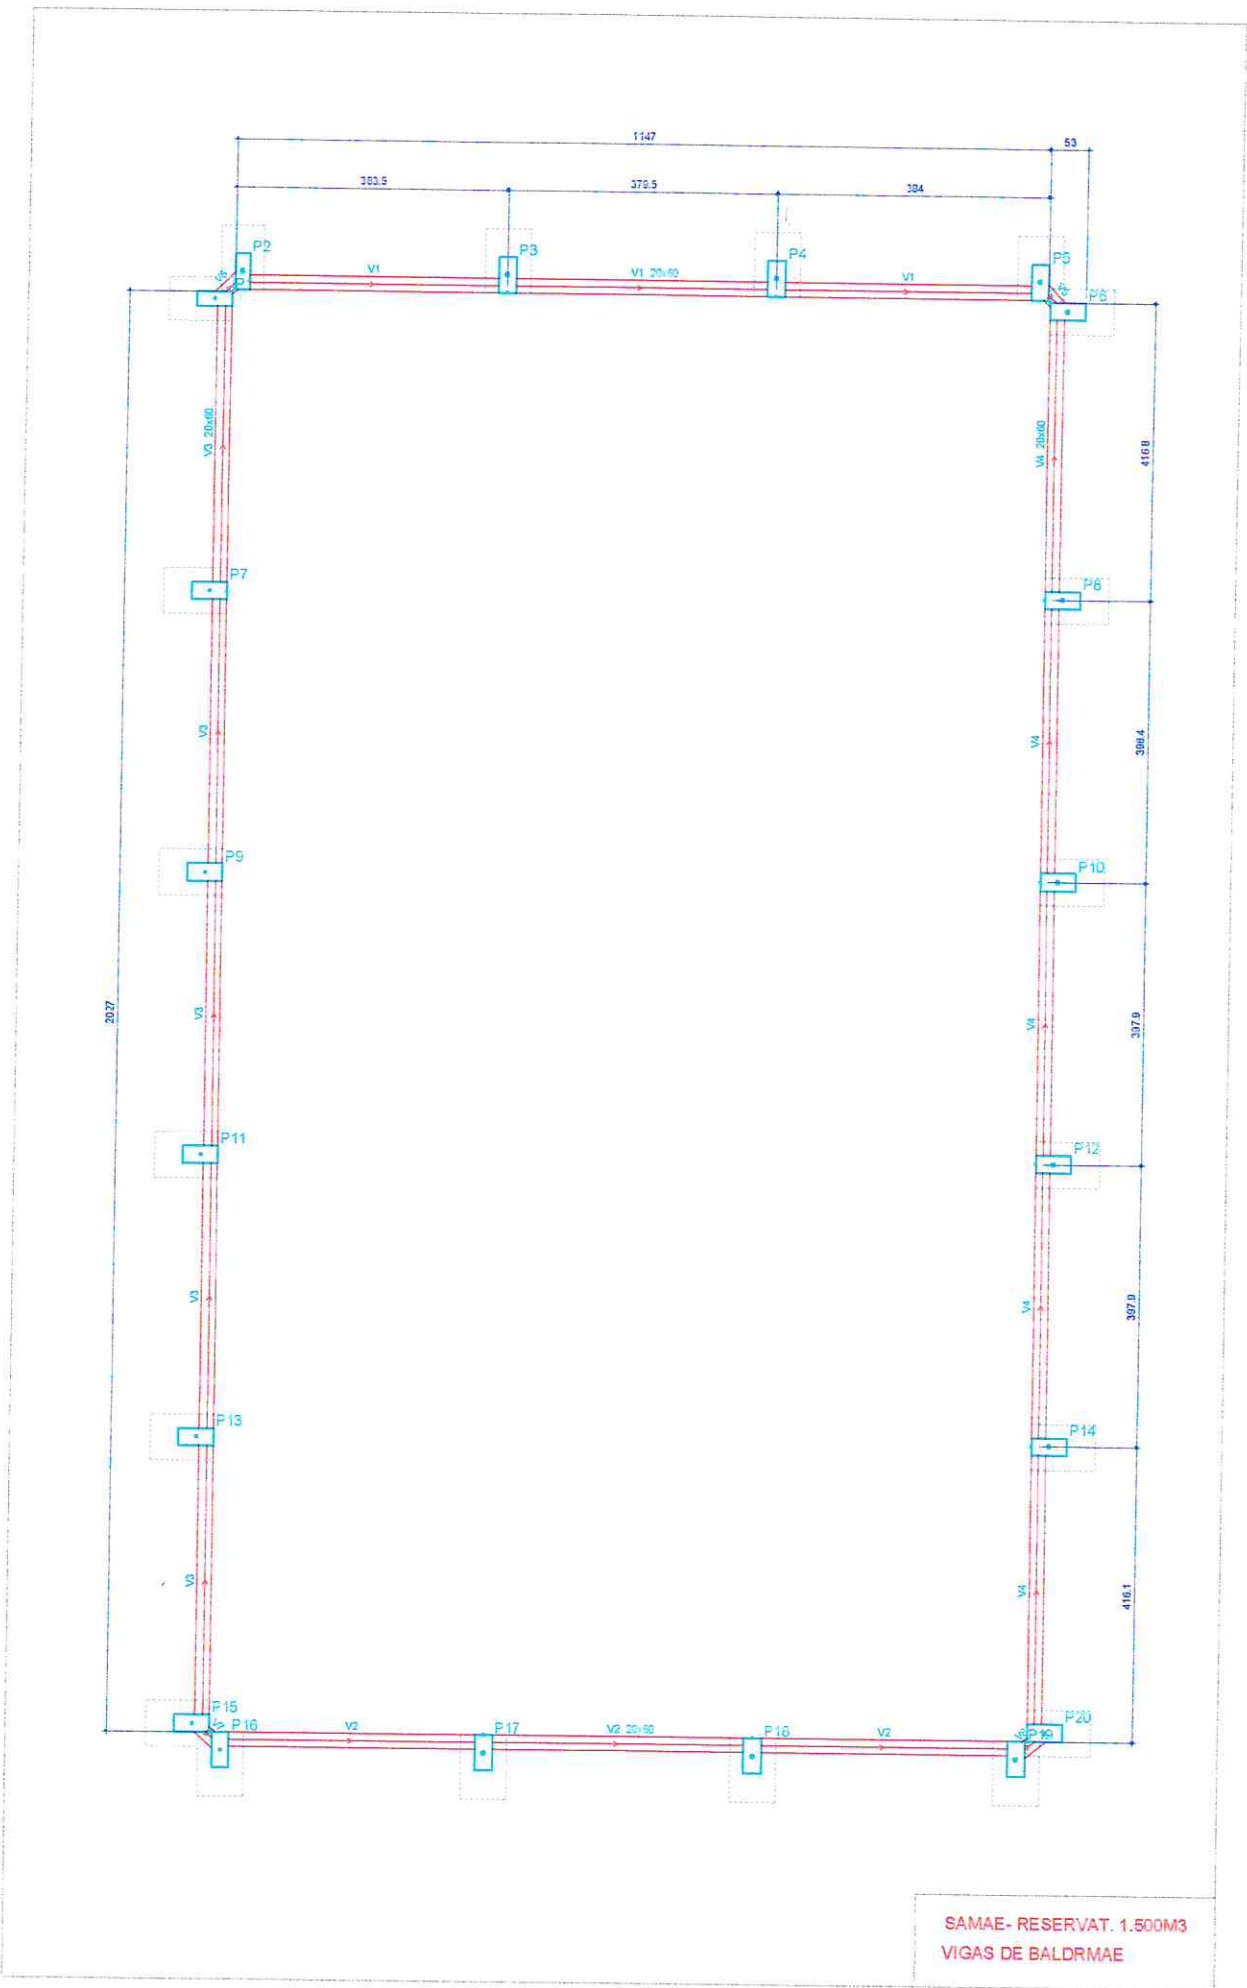 1147
53
383.5
379.5
384
P2
P3
P4
P5
V1
V1 20x60
V1
V5
P
P6
V3 20x60
V4 20x60
416.8
P7
P8
V3
V4
398.4
P9
P10
2027
V3
V4
397.9
P11
P12
V3
V4
397.9
P13
P14
V3
V4
416.1
P15
P16
V2
P17
V2 20x60
P18
V2
P19
P20
SAMAE- RESERVAT. 1.500M3
VIGAS DE BALDRMAE